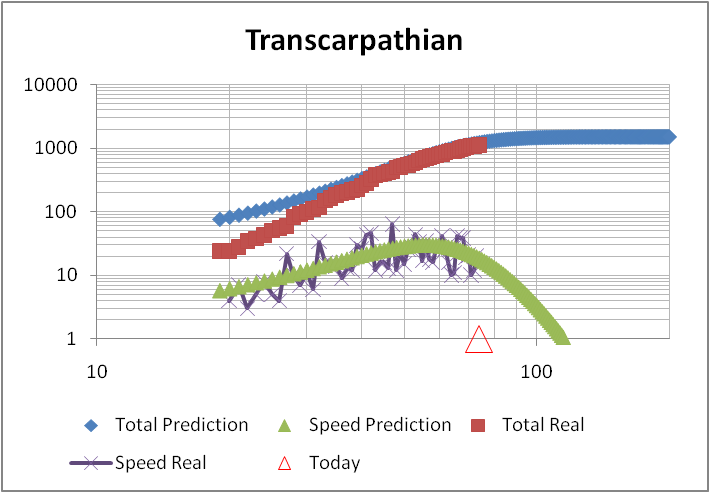 Transcarpathian
10000
1000
100
10
1
10 100
Total Prediction Speed Prediction Total Real
Speed Real Today